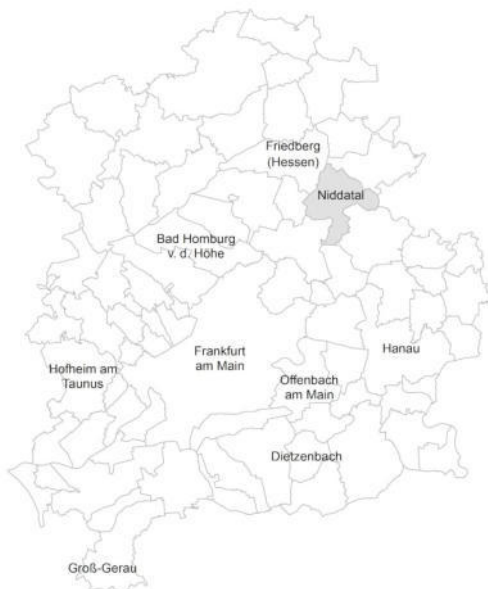 Friedberg
(Hessen)
Niddatal
Bad Homburg
v. d. Höhe
Frankfurt
am Main
Hanau
Hofheim am
Taunus
Offenbach
am Main
Dietzenbach
Groß-Gerau